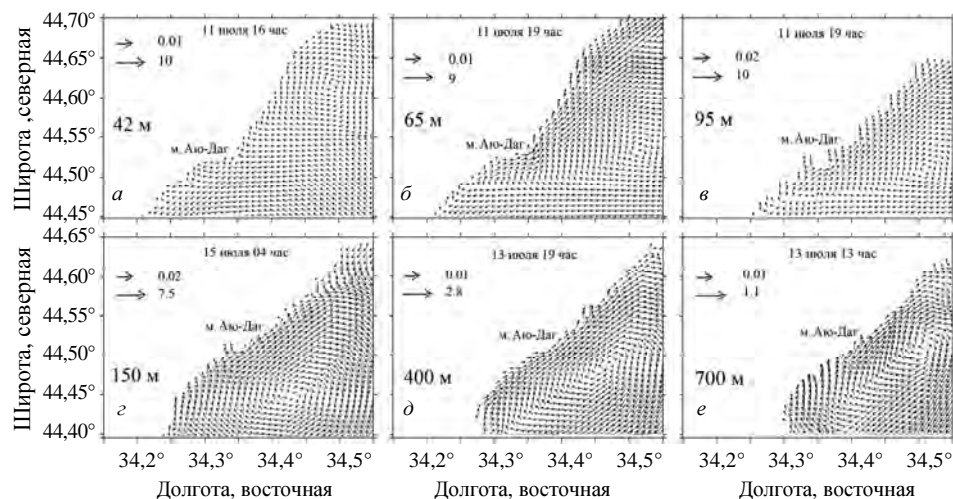 Широта ,северная
44,70°
44,65°
44,60°
44,55°
44,50°
44,45°
11 июля 16 час
0.01
10
42 м
м. Аю-Даг
а
11 июля 19 час
0.01
9
65 м
м. Аю-Даг
б
11 июля 19 час
0.02
10
95 м
м. Аю-Даг
в
Широта, северная
44,65°
44,60°
44,55°
44,50°
44,45°
44,40°
15 июля 04 час
0.02
7.5
150 м
м. Аю-Даг
г
13 июля 19 час
0.01
2.8
400 м
м. Аю-Даг
д
13 июля 13 час
0.01
1.1
700 м
м. Аю-Даг
е
34,2° 34,3° 34,4° 34,5°
34,2° 34,3° 34,4° 34,5°
34,2° 34,3° 34,4° 34,5°
Долгота, восточная
Долгота, восточная
Долгота, восточная